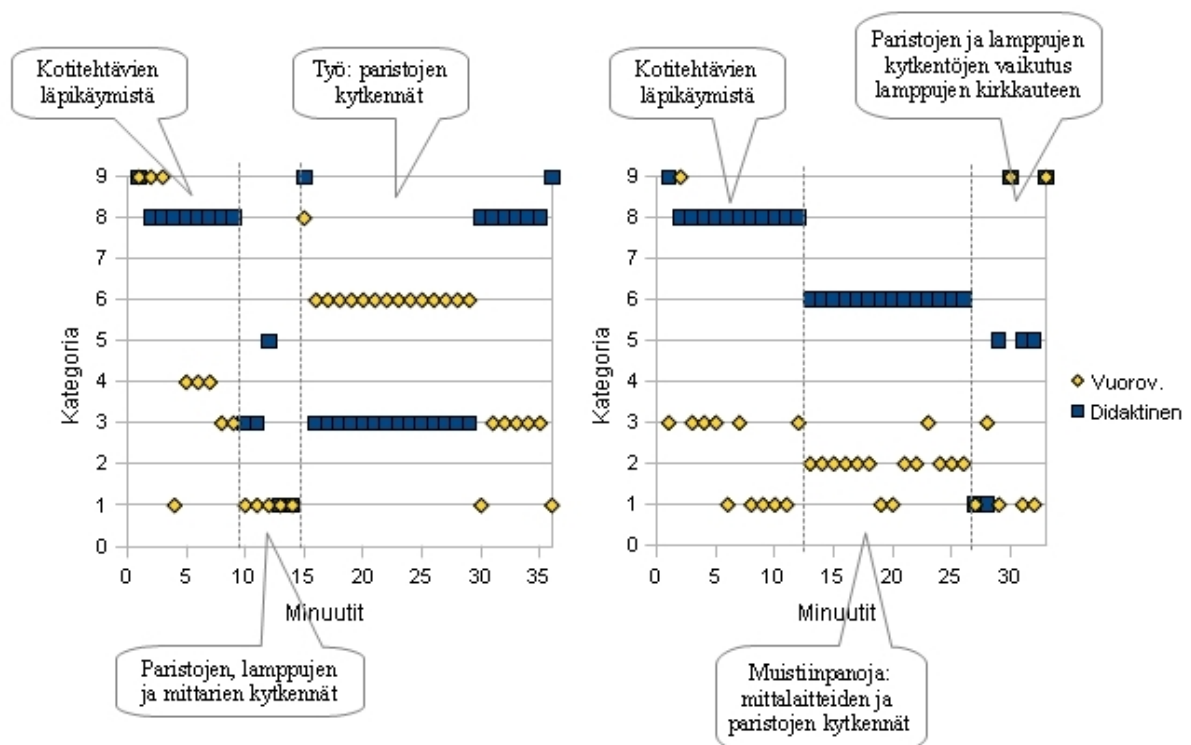 Kotitehtävien
läpikäymistä
Työ: paristojen
kytkennät
9
8
7
6
5
4
3
2
1
0
Kategoria
0 5 10 15 20 25 30 35
Minuutit
Paristojen, lamppujen
ja mittarien kytkennät
Kotitehtävien
läpikäymistä
Paristojen ja lamppujen
kytkentöjen vaikutus
lamppujen kirkkauteen
9
8
7
6
5
4
3
2
1
0
Kategoria
0 5 10 15 20 25 30
Minuutit
Muistiinpanoja:
mittalaitteiden ja
paristojen kytkennät
Vuorov.
Didaktinen